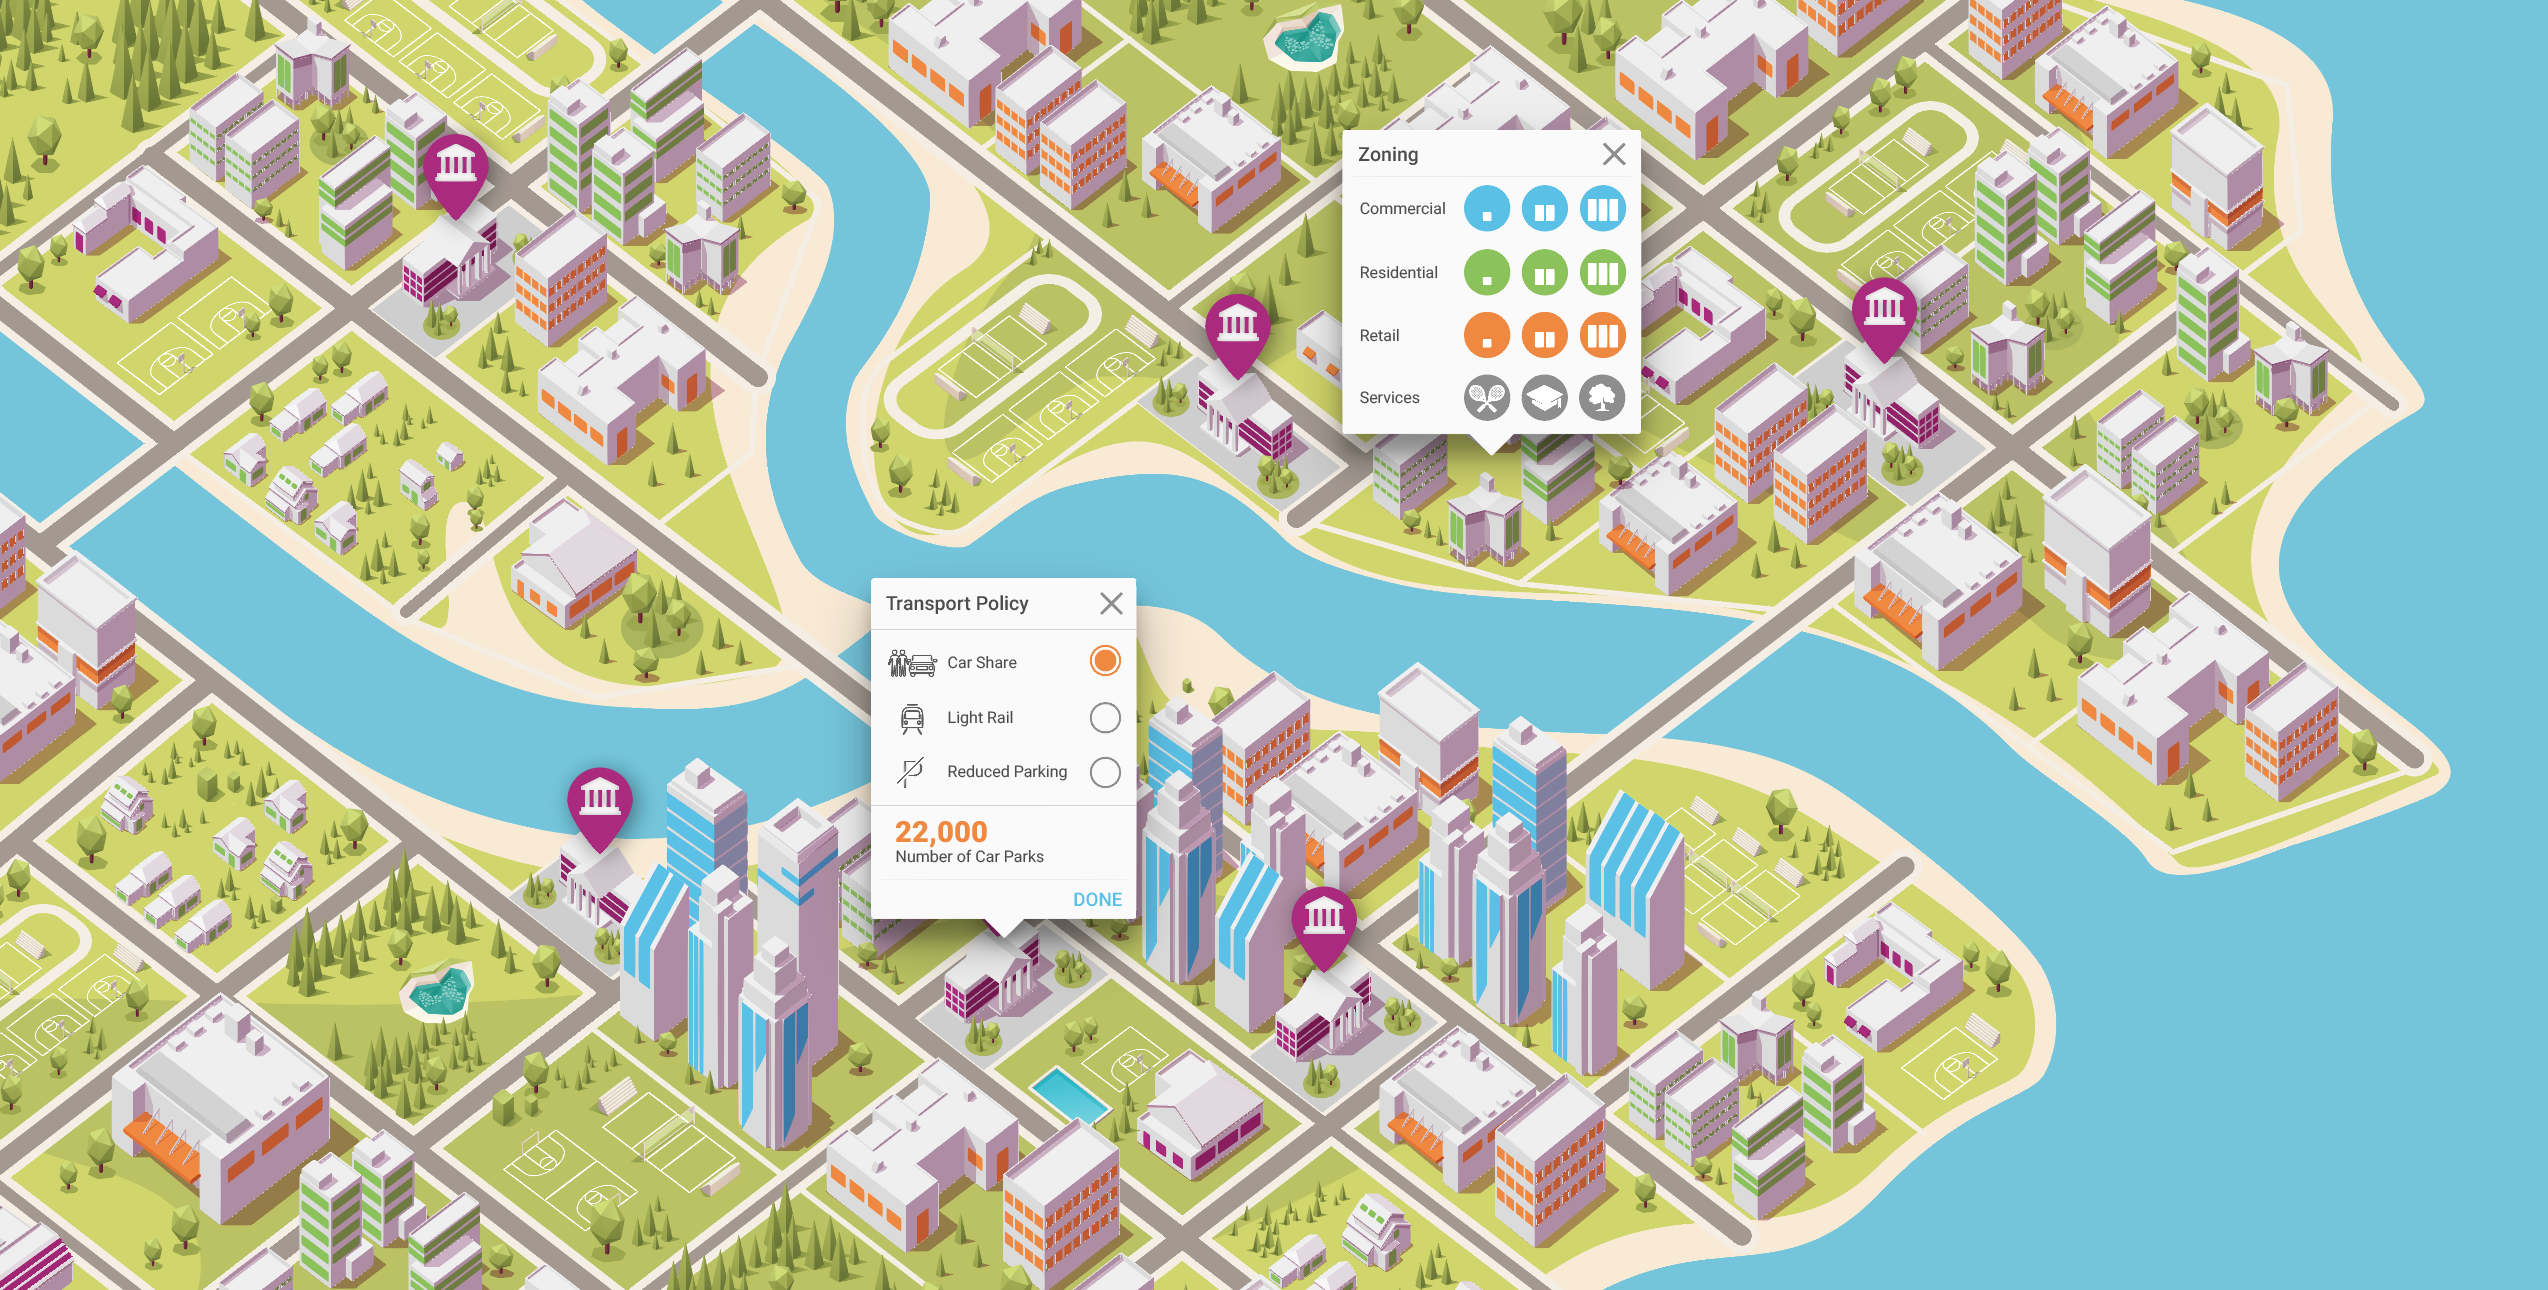 Zoning
Commercial
Residential
Retail
Services
Transport Policy
Car Share
Light Rail
Reduced Parking
22,000
Number of Car Parks
DONE